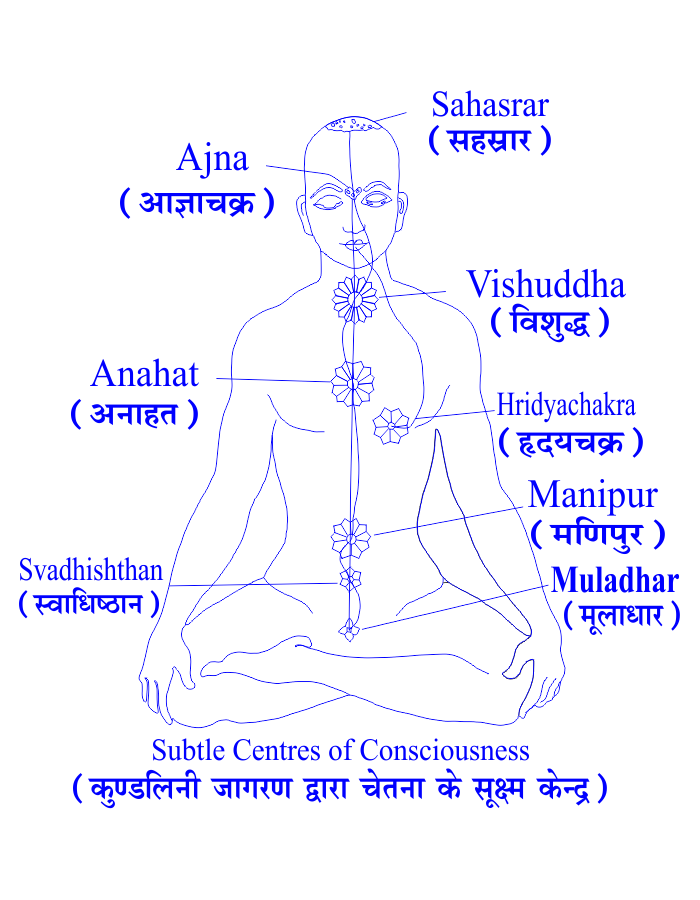 Sahasrar
( सहस्रार )
Ajna
( आज्ञाचक्र )
Vishuddha
( विशुद्ध )
Anahat
( अनाहत )
Hridyachakra
( हृदयचक्र )
Manipur
( मणिपुर )
Svadhishthan
( स्वाधिष्ठान )
Muladhar
( मूलाधार )
Subtle Centres of Consciousness
( कुण्डलिनी जागरण द्वारा चेतना के सूक्ष्म केन्द्र )